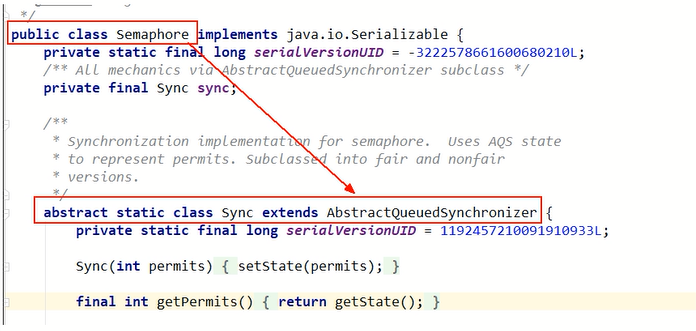 */
public class Semaphore implements java.io.Serializable {
private static final long serialVersionUID = -3222578661600680210L;
/** All mechanics via AbstractQueuedSynchronizer subclass */
private final Sync sync;
/**
* Synchronization implementation for semaphore.  Uses AQS state
* to represent permits. Subclassed into fair and nonfair
* versions.
*/
abstract static class Sync extends AbstractQueuedSynchronizer {
private static final long serialVersionUID = 1192457210091910933L;
Sync(int permits) { setState(permits); }
final int getPermits() { return getState(); }